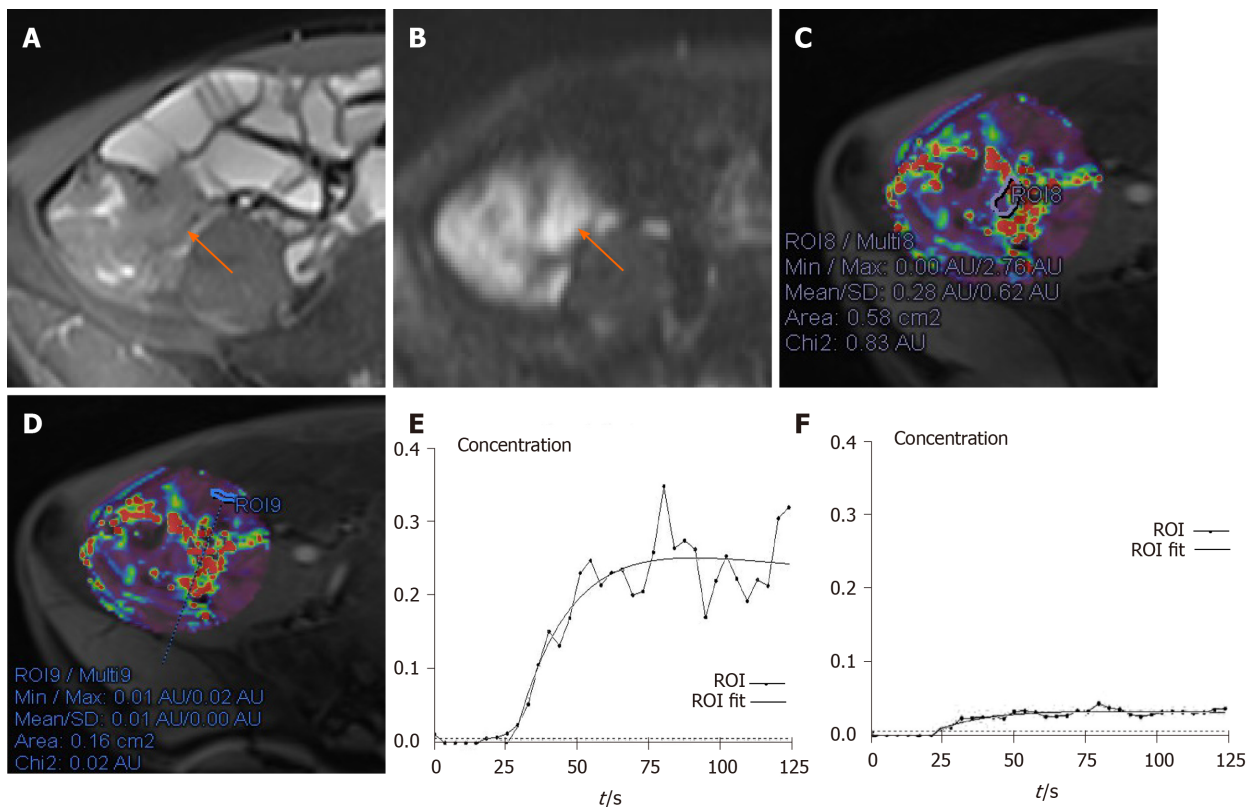 A
B
C
ROI8
ROI8 / Multi8
Min / Max: 0.00 AU/2.76 AU
Mean/SD: 0.28 AU/0.62 AU
Area: 0.58 cm2
Chi2: 0.83 AU
D
ROI9
ROI9 / Multi9
Min / Max: 0.01 AU/0.02 AU
Mean/SD: 0.01 AU/0.00 AU
Area: 0.16 cm2
Chi2: 0.02 AU
E
Concentration
0.4
0.3
0.2
0.1
0.0
ROI
ROI fit
0 25 50 75 100 125
t/s
F
Concentration
0.4
0.3
0.2
0.1
0.0
ROI
ROI fit
0 25 50 75 100 125
t/s